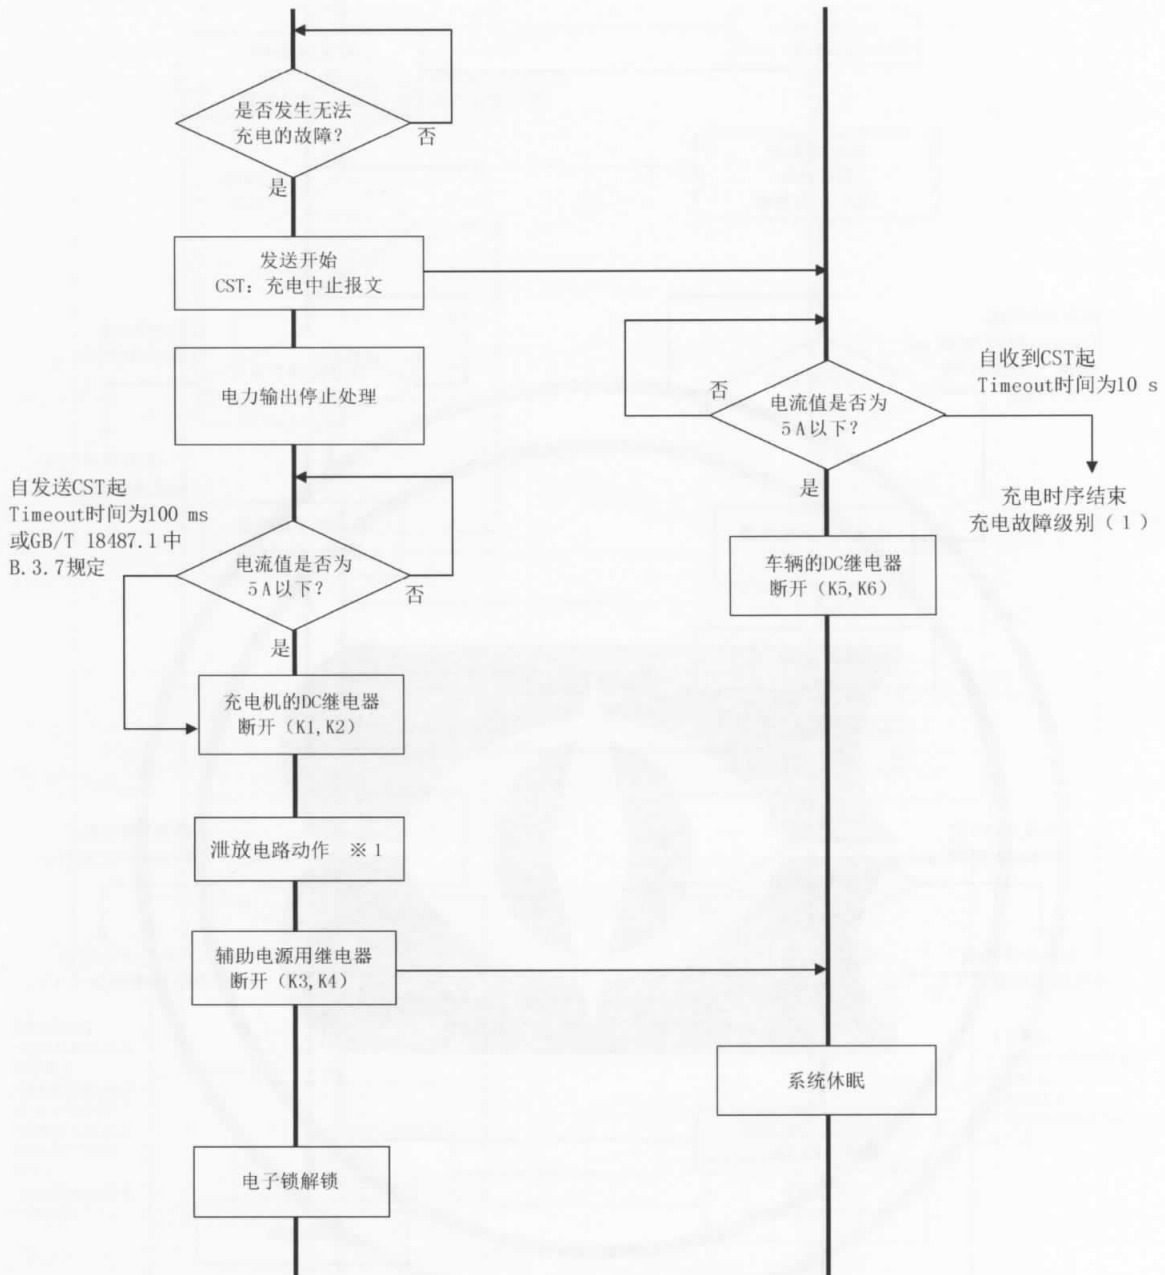 是否发生无法
充电的故障？
否
是
发送开始
CST：充电中止报文
电力输出停止处理
自发送CST起
Timeout时间为100 ms
或GB/T 18487.1中
B.3.7规定
电流值是否为
5A以下？
否
是
充电机的DC继电器
断开（K1,K2）
泄放电路动作 ※1
辅助电源用继电器
断开（K3,K4）
电子锁解锁
否
电流值是否为
5A以下？
自收到CST起
Timeout时间为10 s
充电时序结束
充电故障级别（1）
是
车辆的DC继电器
断开（K5,K6）
系统休眠